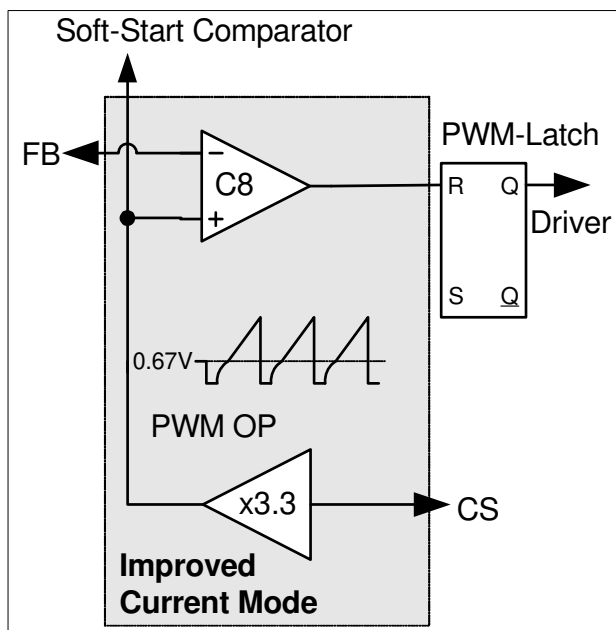 Soft-Start Comparator
FB
PWM-Latch
C8
−
+
R Q
Driver
S Q
0.67V
PWM OP
x3.3
CS
Improved
Current Mode